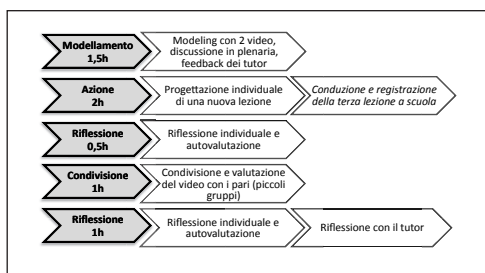 Modellamento
1,5h
Modeling con 2 video,
discussione in plenaria,
feedback dei tutor
Azione
2h
Progettazione individuale
di una nuova lezione
Conduzione e registrazione
della terza lezione a scuola
Riflessione
0,5h
Riflessione individuale e
autovalutazione
Condivisione
1h
Condivisione e valutazione
del video con i pari (piccoli
gruppi)
Riflessione
1h
Riflessione individuale e
autovalutazione
Riflessione con il tutor